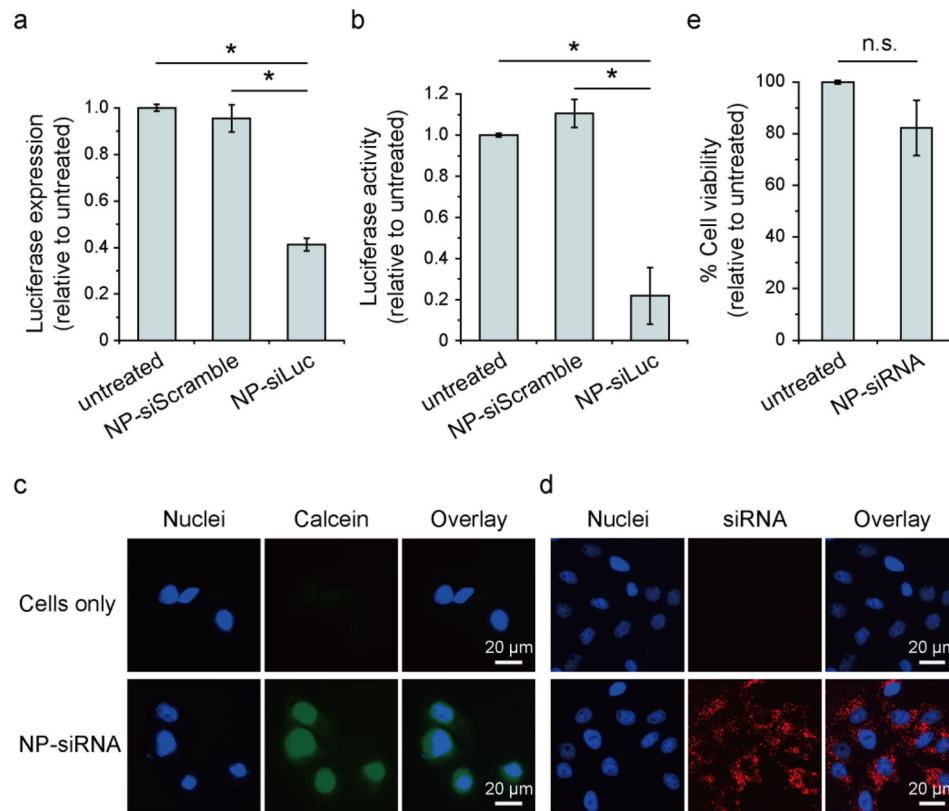 a
Luciferase expression
(relative to untreated)
1.0
0.8
0.6
0.4
0.2
0
*
*
untreated
NP-siScramble
NP-siLuc
b
Luciferase activity
(relative to untreated)
1.2
1.0
0.8
0.6
0.4
0.2
0
*
*
untreated
NP-siScramble
NP-siLuc
e
% Cell viability
(relative to untreated)
100
80
60
40
20
0
n.s.
untreated
NP-siRNA
c
Nuclei Calcein Overlay
Cells only
20 µm
NP-siRNA
20 µm
d
Nuclei siRNA Overlay
20 µm
20 µm